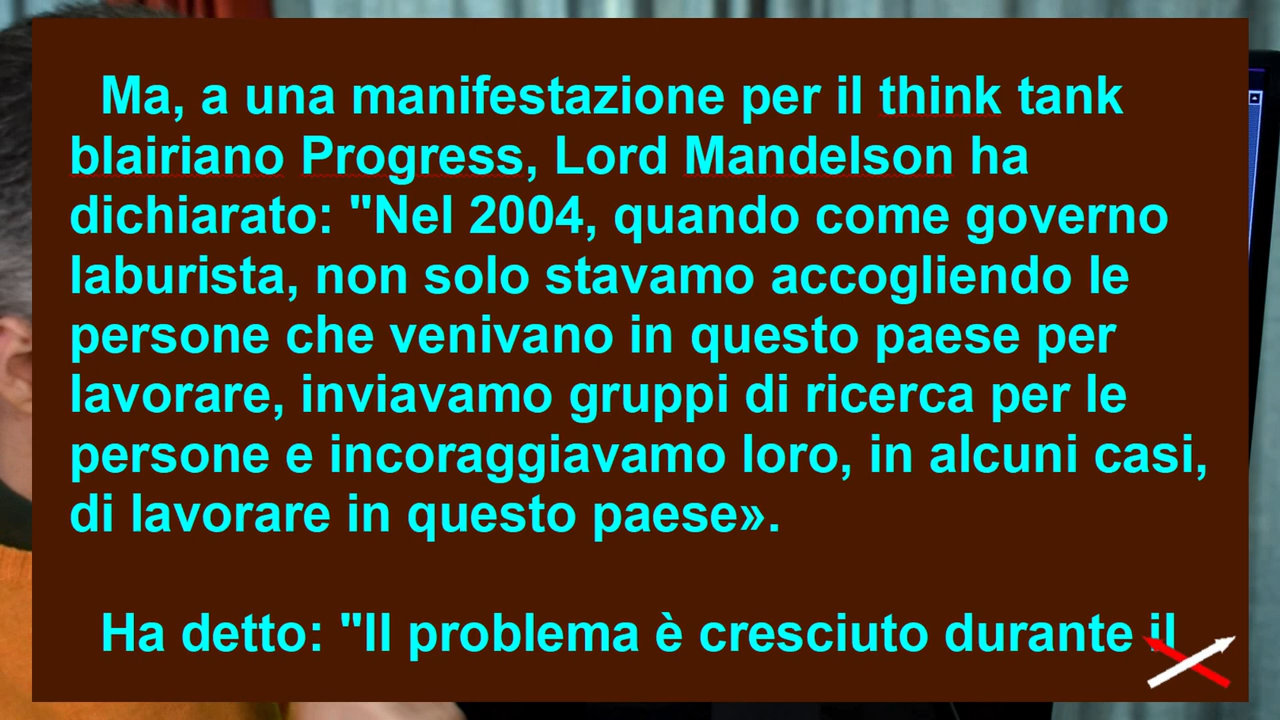 Ma, a una manifestazione per il think tank
blairiano Progress, Lord Mandelson ha
dichiarato: "Nel 2004, quando come governo
laburista, non solo stavamo accogliendo le
persone che venivano in questo paese per
lavorare, inviavamo gruppi di ricerca per le
persone e incoraggiavamo loro, in alcuni casi,
di lavorare in questo paese».
Ha detto: "Il problema è cresciuto durante il